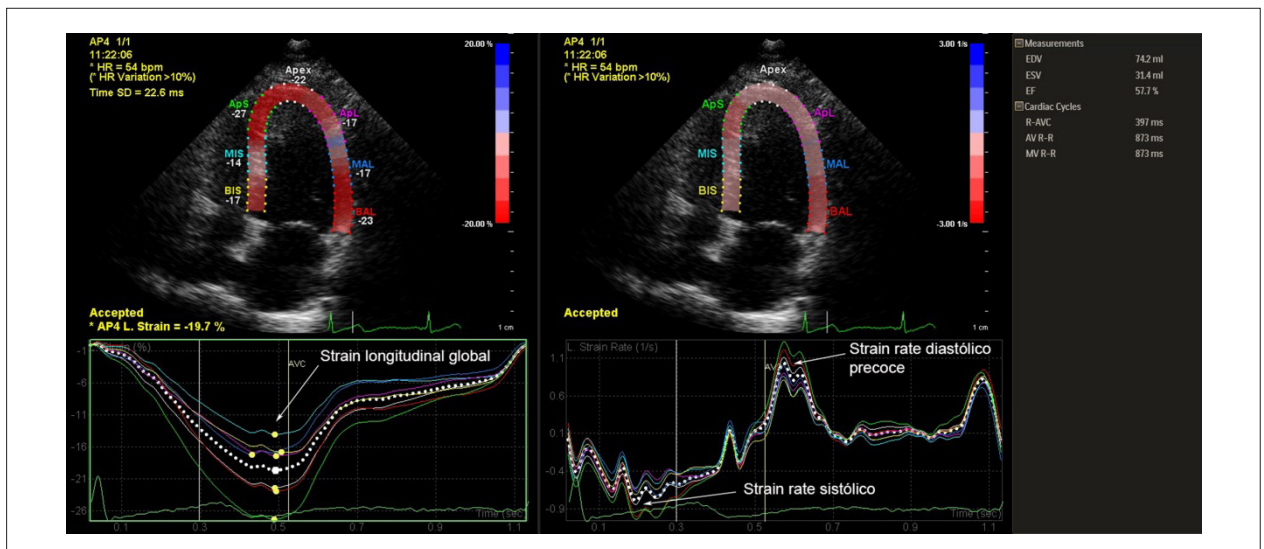 AP4 1/1
11:22:06
* HR = 54 bpm
(* HR Variation >10%)
Time SD = 22.6 ms
20.00 %
Apex
-22
ApS
-27
ApL
-17
MIS
-14
MAL
-17
BIS
-17
BAL
-23
-20.00 %
Accepted
* AP4 L. Strain = -19.7 %
1 cm
AP4 1/1
11:22:06
* HR = 54 bpm
(* HR Variation >10%)
3.00 1/s
Apex
ApS
ApL
MIS
MAL
BIS
BAL
-3.00 1/s
Accepted
1 cm
Measurements
EDV 74.2 ml
ESV 31.4 ml
EF 57.7 %
Cardiac Cycles
R-AVC 397 ms
AV R-R 873 ms
MV R-R 873 ms
(%)
AVC
Strain longitudinal global
-1
-6
-11
-16
-21
-26
Time (sec)
0.1 0.3 0.5 0.7 0.9 1.1
L. Strain Rate (1/s)
Strain rate diastólico
precoce
1.1
0.6
0.1
-0.4
-0.9
Strain rate sistólico
Time (sec)
0.1 0.3 0.5 0.7 0.9 1.1